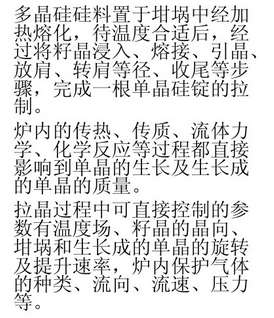 多晶硅硅料置于坩埚中经加
热熔化，待温度合适后，经
过将籽晶浸入、熔接、引晶、
放肩、转肩等径、收尾等步
骤，完成一根单晶硅锭的拉
制。
炉内的传热、传质、流体力
学、化学反应等过程都直接
影响到单晶的生长及生长成
的单晶的质量。
拉晶过程中可直接控制的参
数有温度场、籽晶的晶向、
坩埚和生长成的单晶的旋转
及提升速率，炉内保护气体
的种类、流向、流速、压力
等。